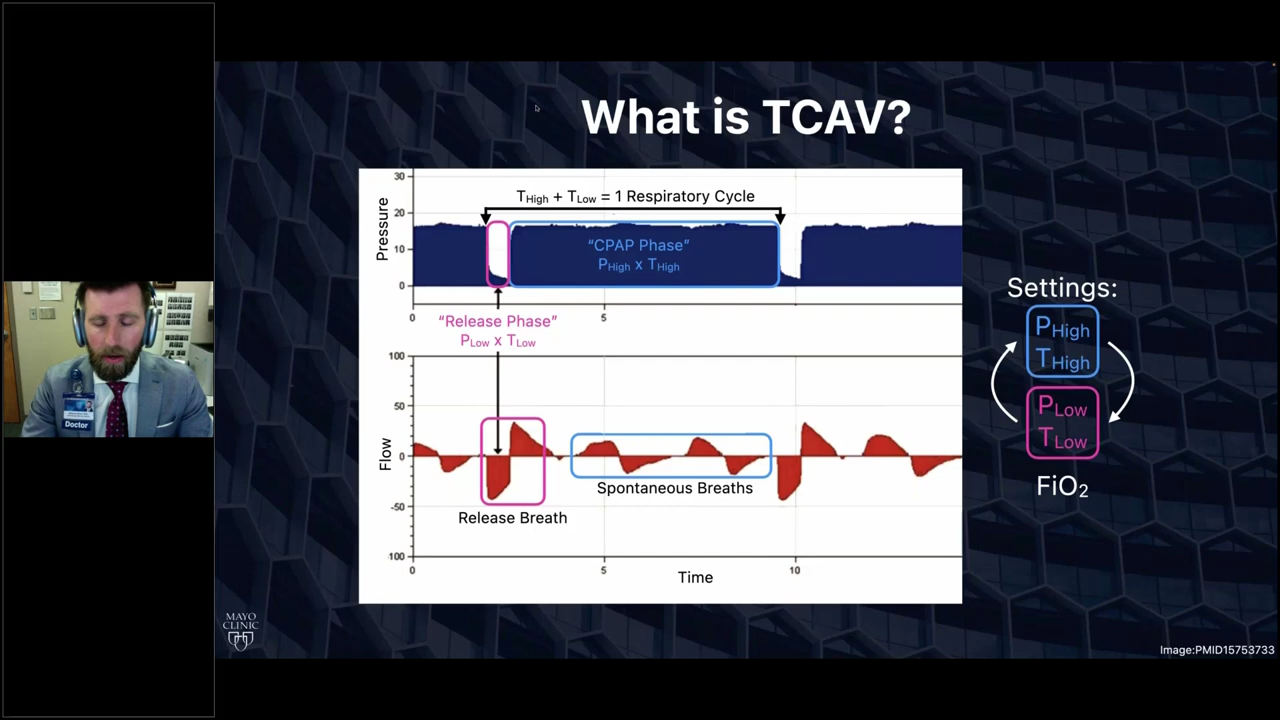 What is TCAV?
30
20
10
0
Pressure
THigh + TLow = 1 Respiratory Cycle
“CPAP Phase”
PHigh x THigh
0
5
“Release Phase”
PLow x TLow
100
50
0
-50
-100
Flow
Spontaneous Breaths
Release Breath
0
5
10
Time
Settings:
PHigh
THigh
PLow
TLow
FiO₂
Doctor
MAYO
CLINIC
Image:PMID15753733